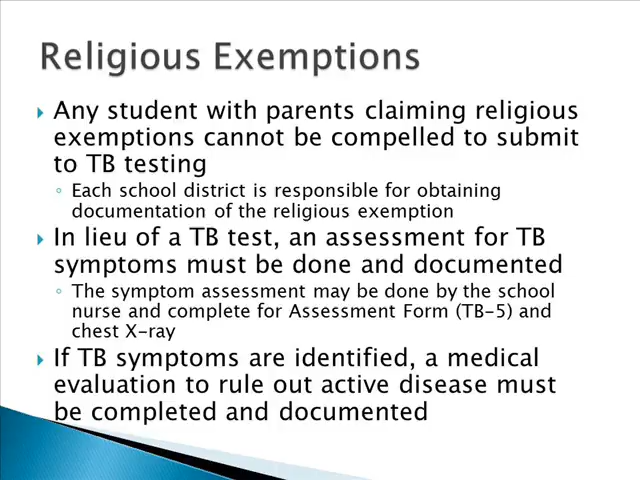 Religious Exemptions
Any student with parents claiming religious
exemptions cannot be compelled to submit
to TB testing
Each school district is responsible for obtaining
documentation of the religious exemption
In lieu of a TB test, an assessment for TB
symptoms must be done and documented
The symptom assessment may be done by the school
nurse and complete for Assessment Form (TB-5) and
chest X-ray
If TB symptoms are identified, a medical
evaluation to rule out active disease must
be completed and documented